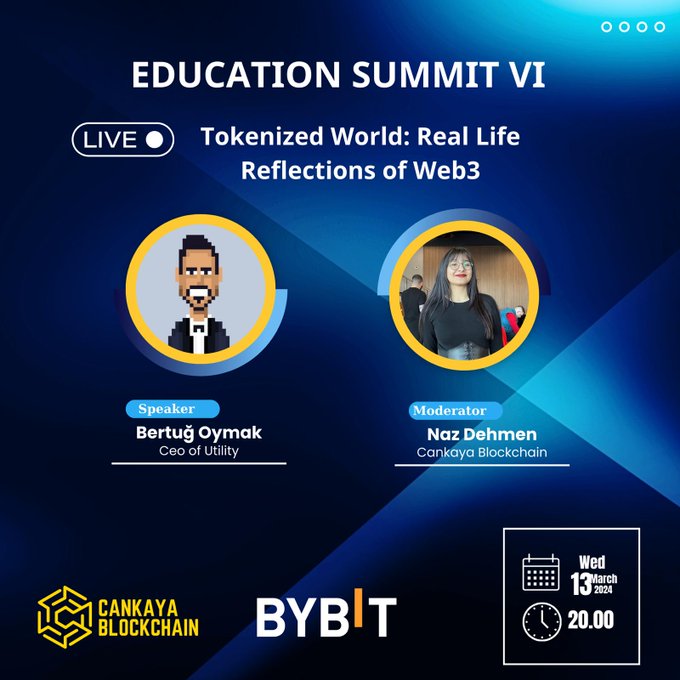 EDUCATION SUMMIT VI
LIVE
Tokenized World: Real Life
Reflections of Web3
Speaker
Bertuğ Oymak
Ceo of Utility
Moderator
Naz Dehmen
Cankaya Blockchain
CANKAYA
BLOCKCHAIN
BYBIT
Wed
13 March
2024
20.00